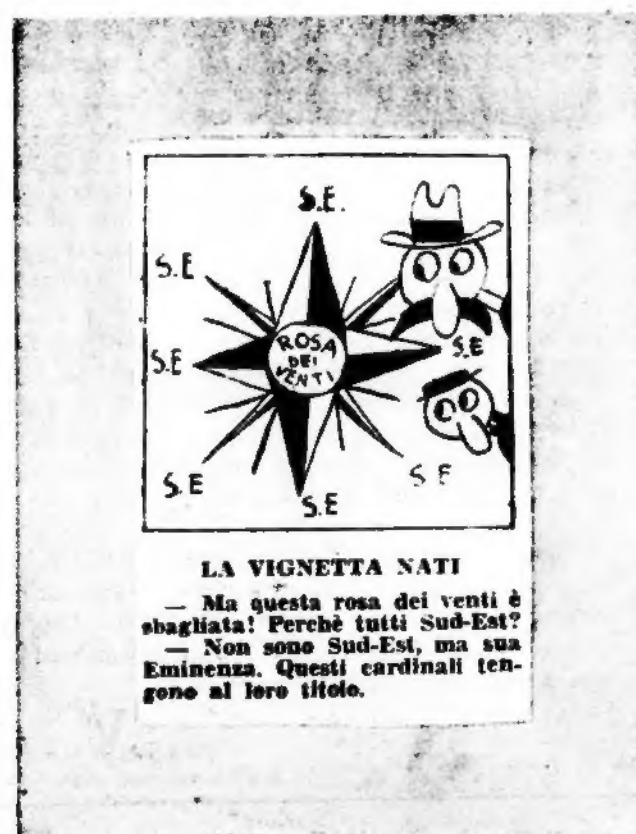 S.E.
S.E
S.E
S.E
ROSA
DEI
VENTI
S.E
S.E
S.E
LA VIGNETTA NATI
— Ma questa rosa dei venti è
sbagliata! Perchè tutti Sud-Est?
— Non sono Sud-Est, ma sua
Eminenza. Questi cardinali ten-
gono al loro titolo.